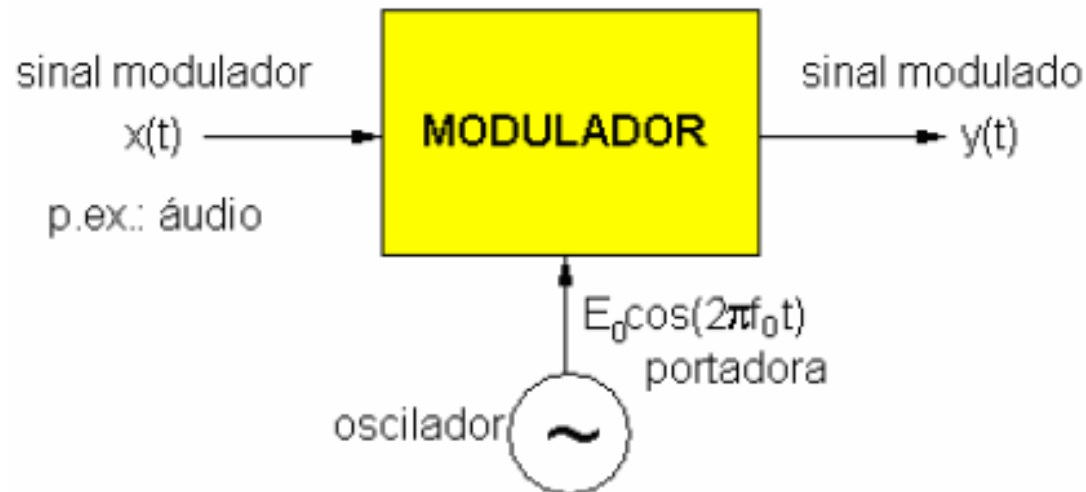 sinal modulador
x(t)
p.ex.: áudio
MODULADOR
sinal modulado
y(t)
E₀cos(2πf₀t)
portadora
oscilador
~